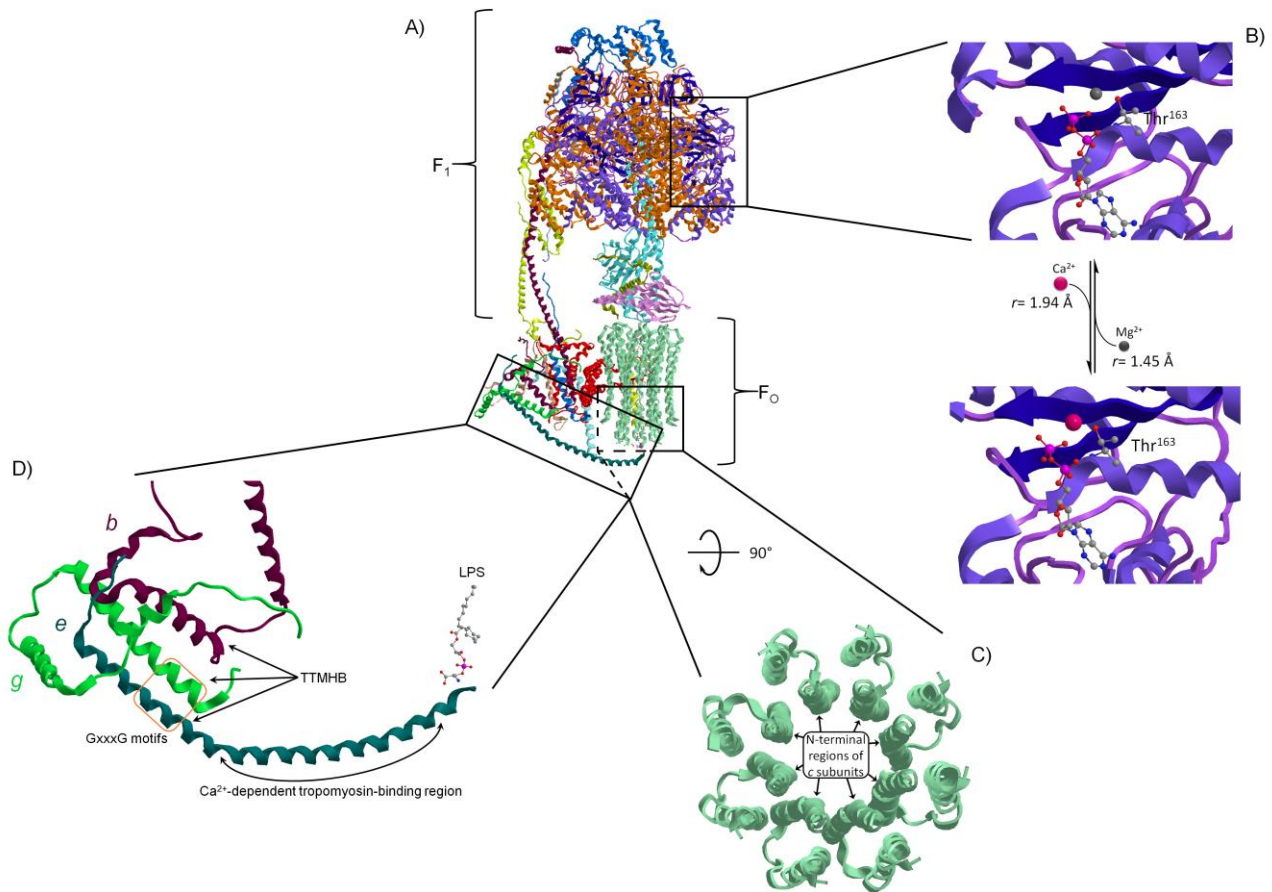 A)
B)
Thr¹⁶³
F₁
Ca²⁺
r= 1.94 Å
Mg²⁺
r= 1.45 Å
F_O
Thr¹⁶³
D)
b
e
g
LPS
TTMHB
GxxxG motifs
Ca²⁺-dependent tropomyosin-binding region
90°
C)
N-terminal
regions of
c subunits